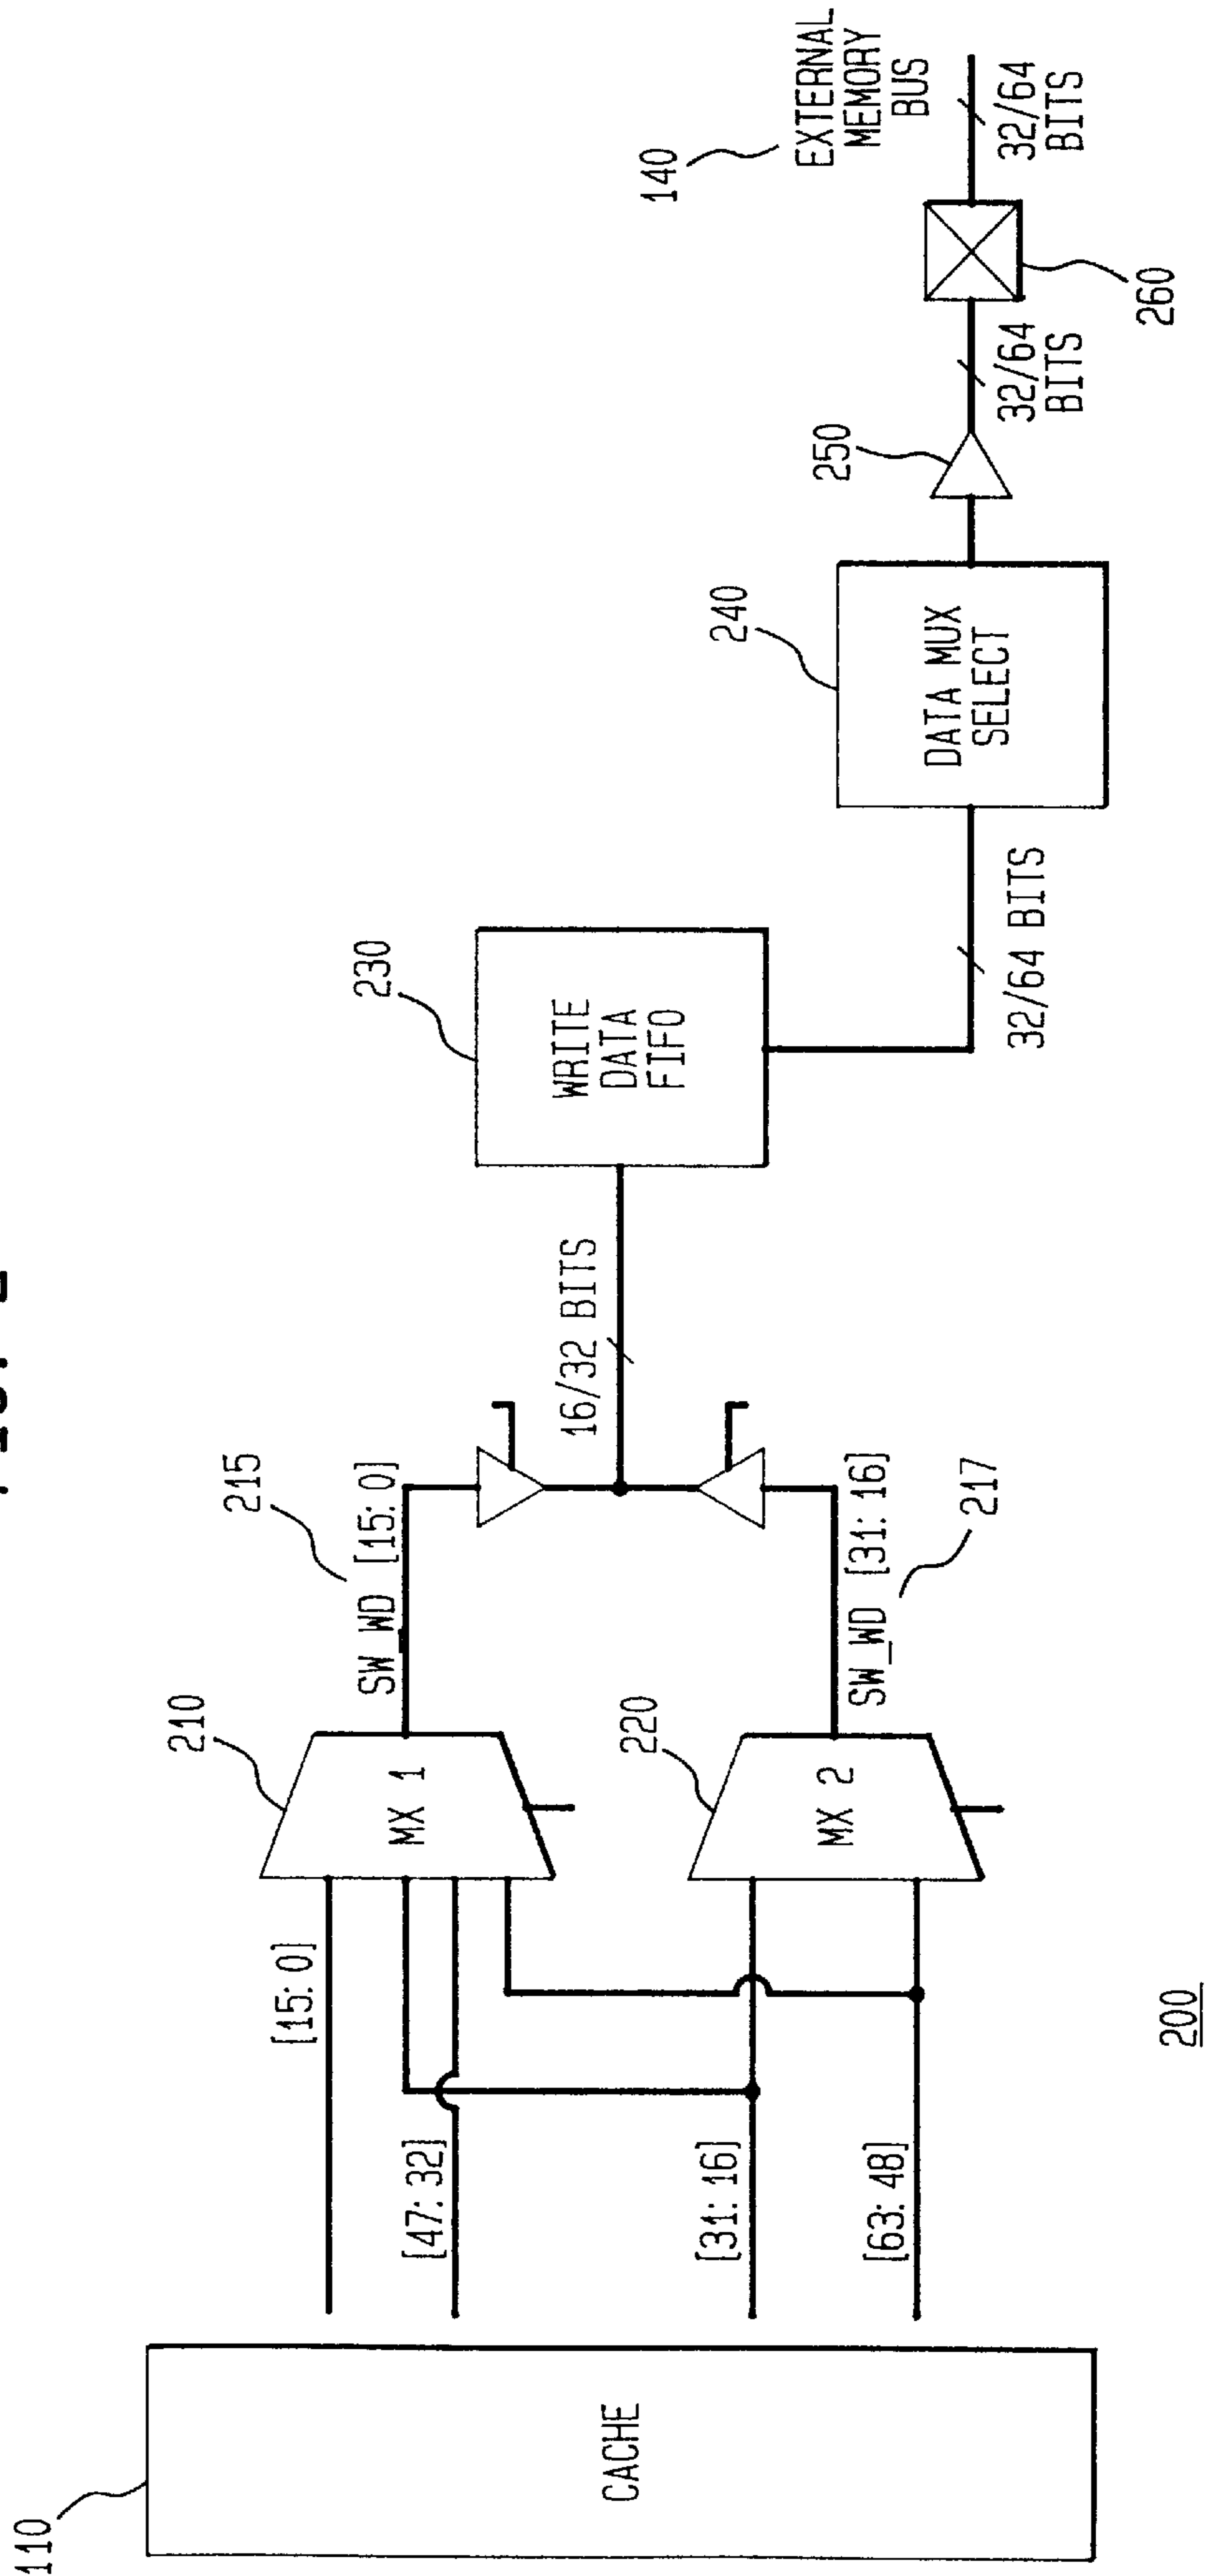 110
CACHE
[15: 0]
[47: 32]
[31: 16]
[63: 48]
200
210
MX 1
220
MX 2
215
SW_WD [15: 0]
SW_WD [31: 16]
217
16/32 BITS
230
WRITE
DATA
FIFO
32/64 BITS
240
DATA MUX
SELECT
250
32/64
BITS
260
140
EXTERNAL
MEMORY
BUS
32/64
BITS